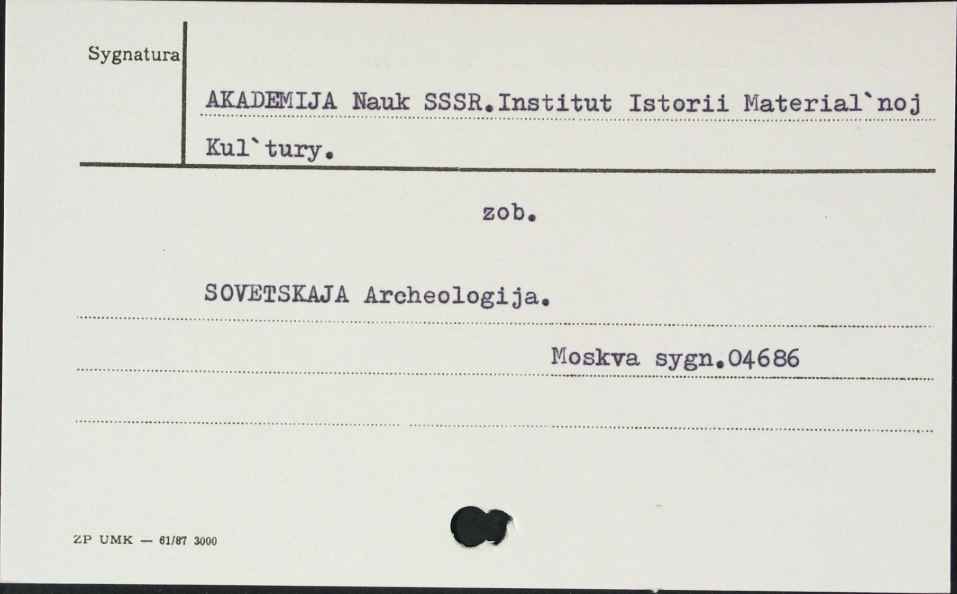 Sygnatura
AKADEMIJA Nauk SSSR.Institut Istorii Material`noj
Kul`tury.
zob.
SOVETSKAJA Archeologija.
Moskva sygn.04686
ZP UMK — 61/87 3000